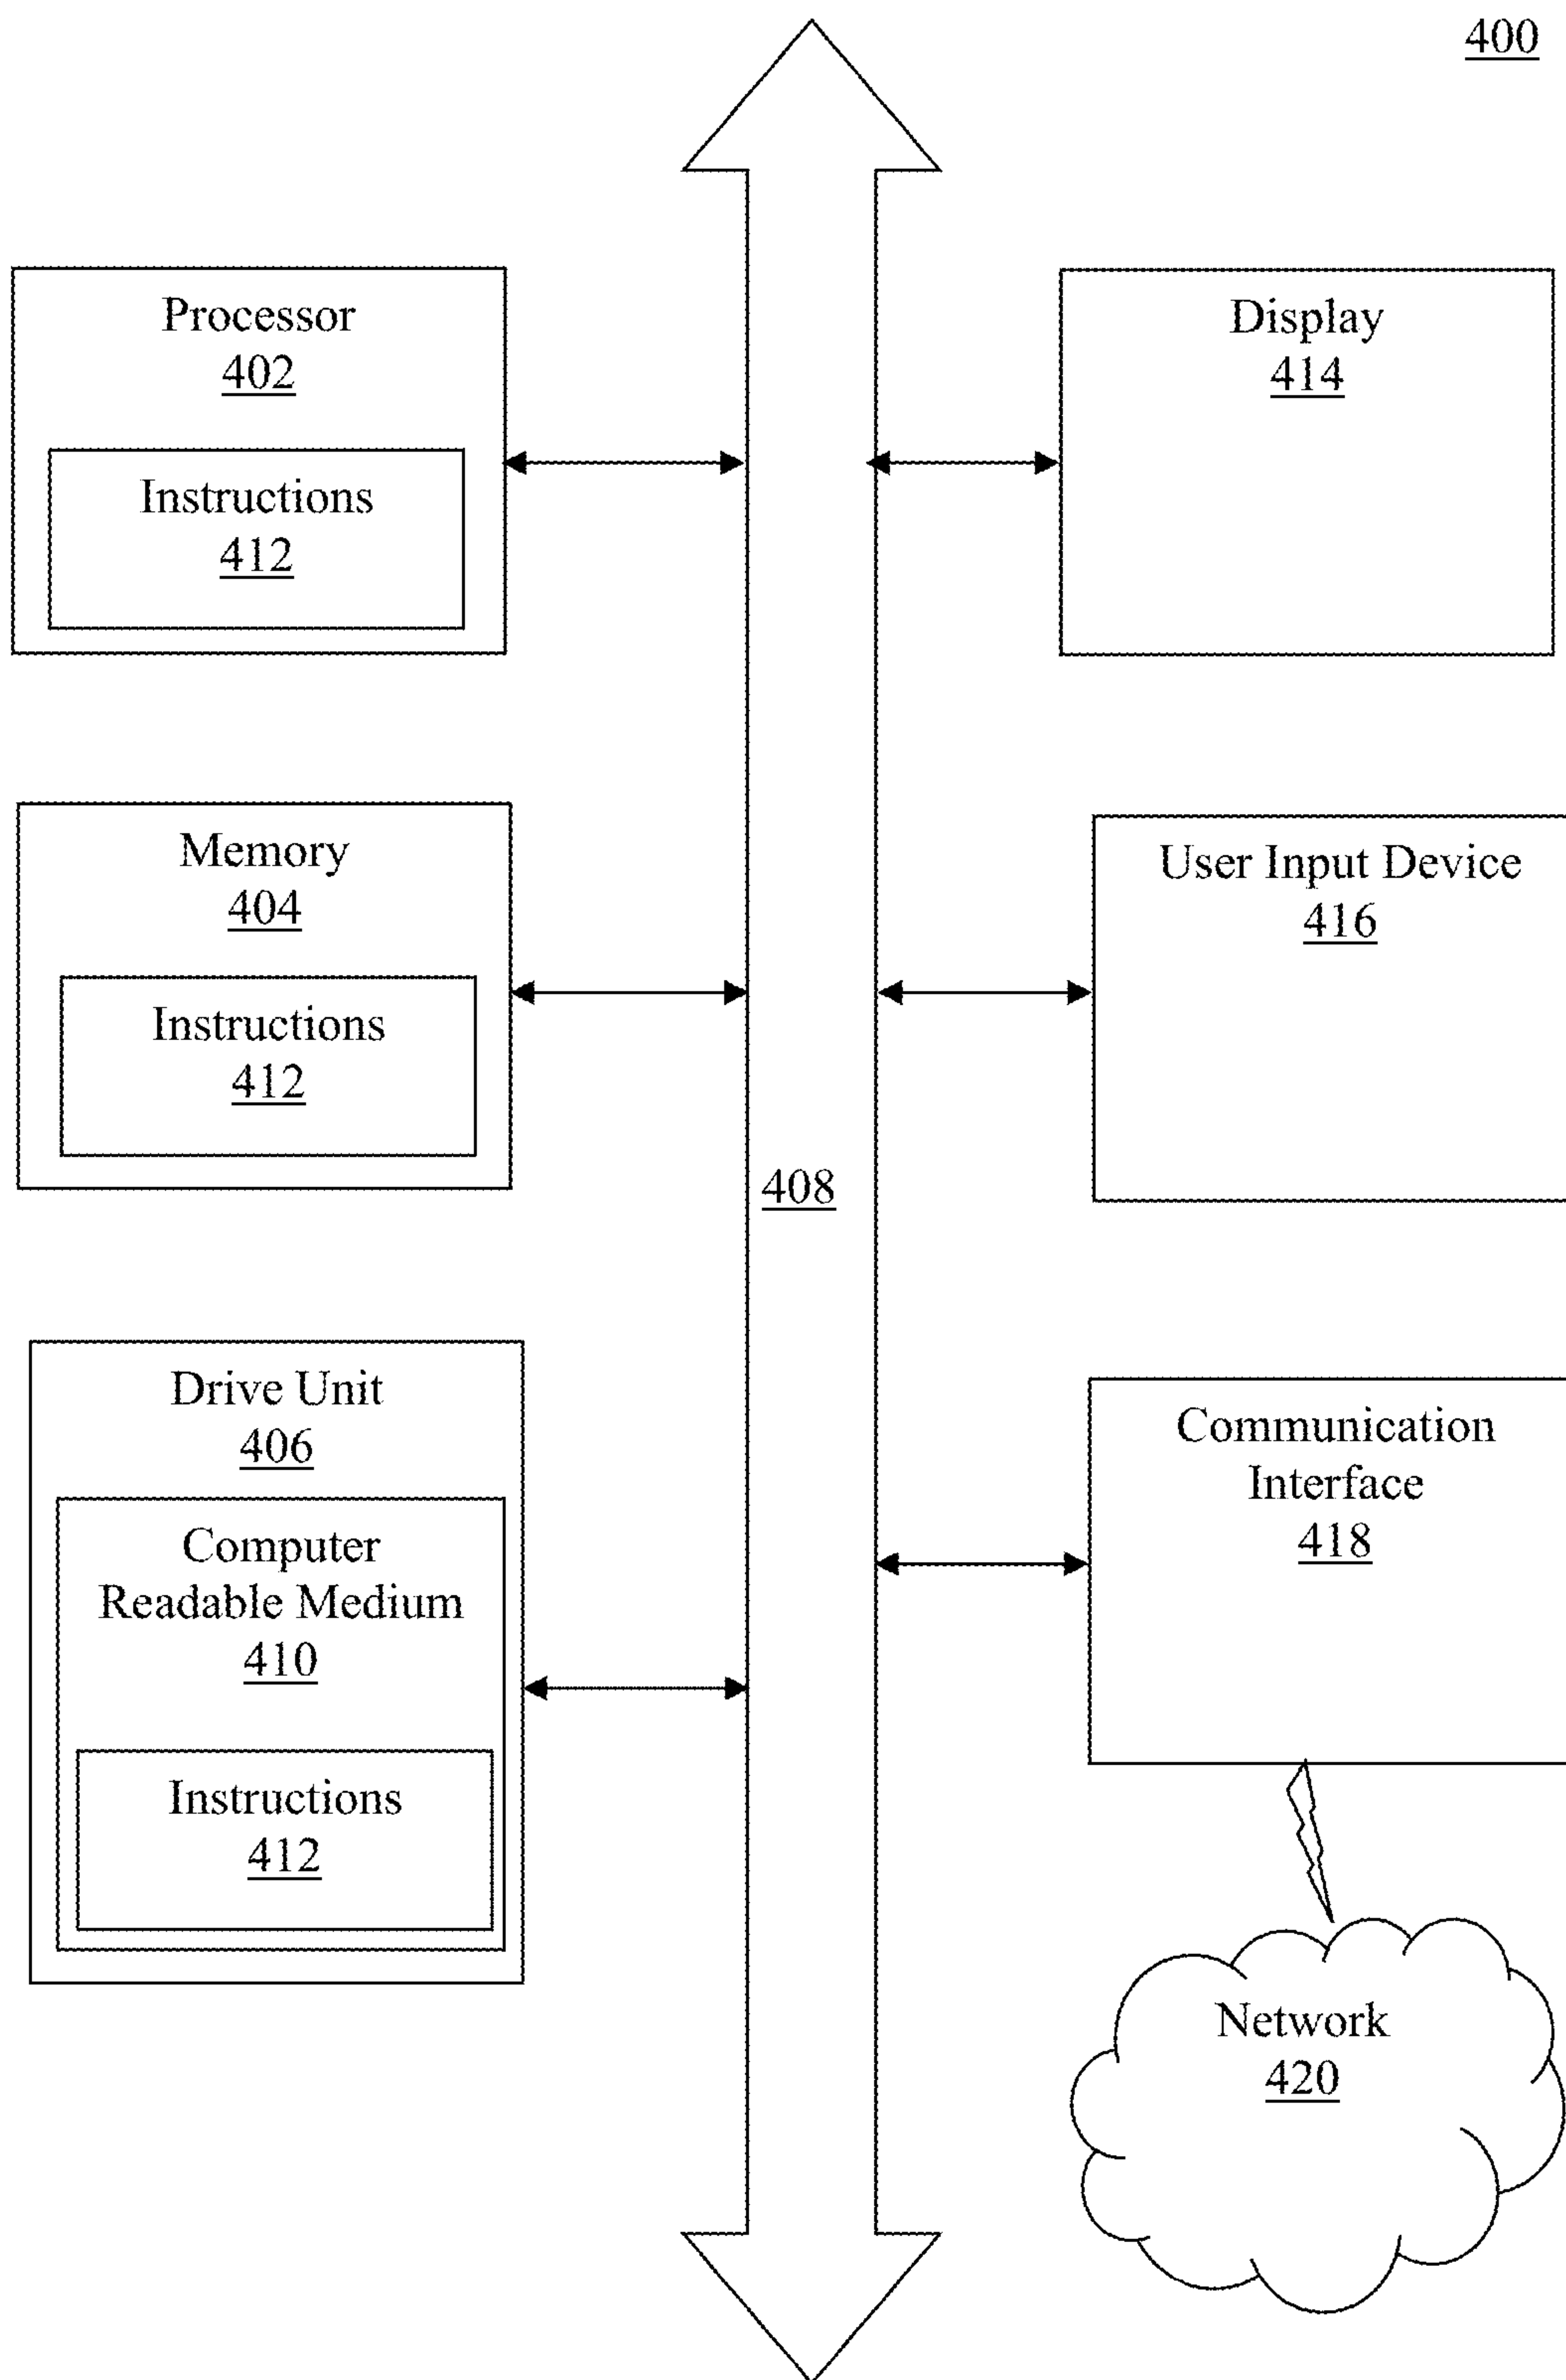 400
Processor
402
Instructions
412
Display
414
Memory
404
Instructions
412
User Input Device
416
408
Drive Unit
406
Computer
Readable Medium
410
Instructions
412
Communication
Interface
418
Network
420